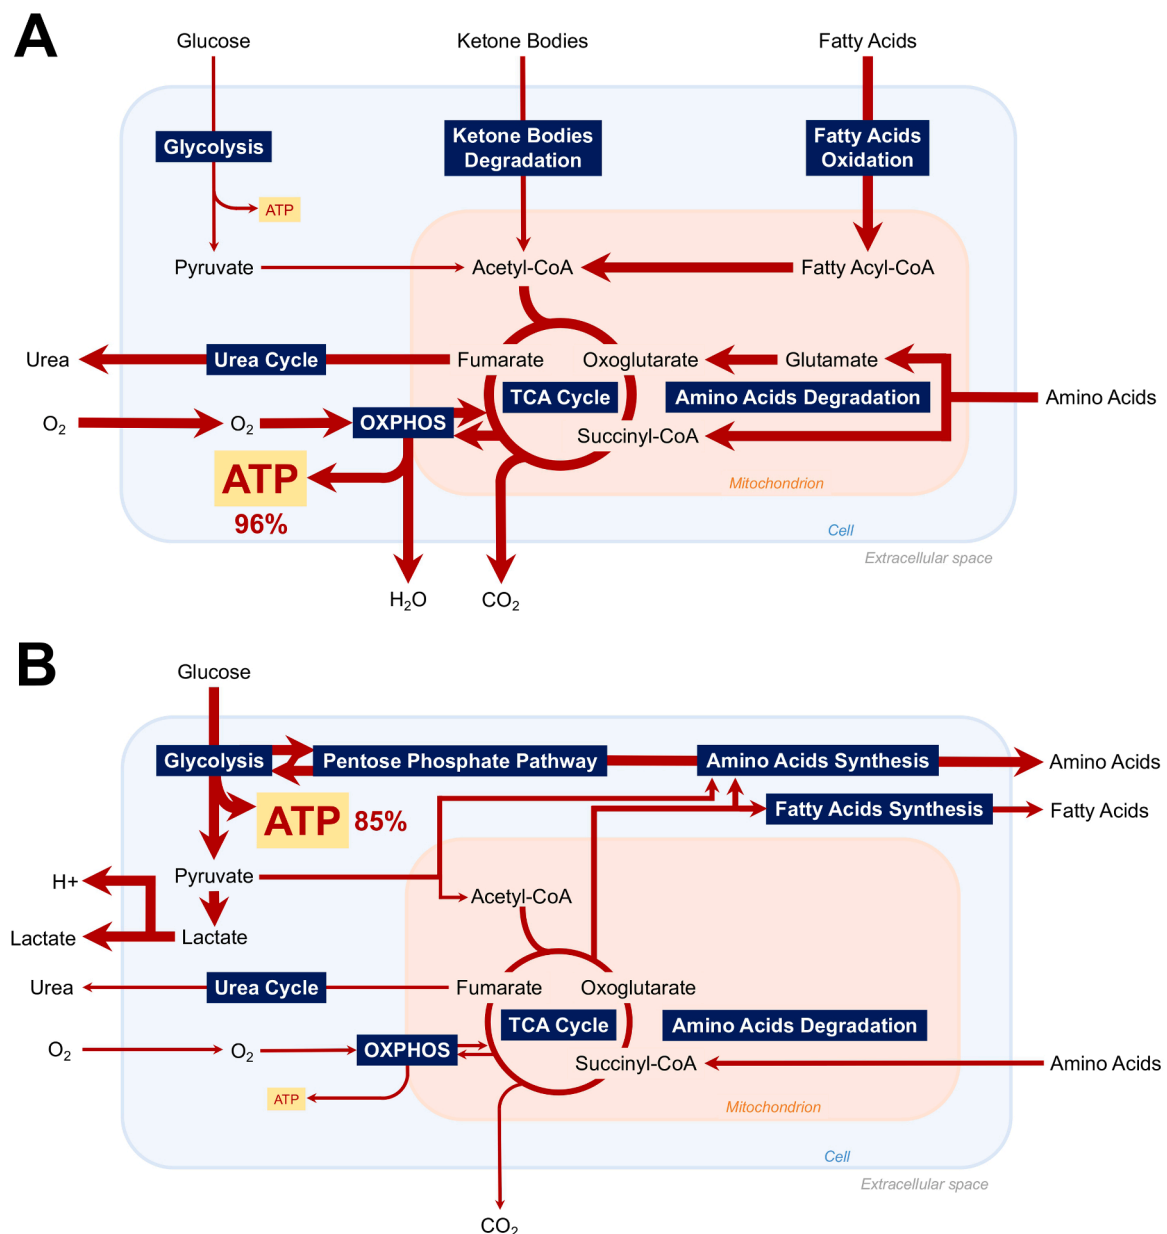 A
Glucose
Ketone Bodies
Fatty Acids
Glycolysis
Ketone Bodies
Degradation
Fatty Acids
Oxidation
ATP
Pyruvate
Acetyl-CoA
Fatty Acyl-CoA
Urea
Urea Cycle
Fumarate
Oxoglutarate
Glutamate
TCA Cycle
Amino Acids Degradation
Amino Acids
O₂
O₂
OXPHOS
Succinyl-CoA
ATP
96%
Mitochondrion
Cell
Extracellular space
H₂O
CO₂
B
Glucose
Glycolysis
Pentose Phosphate Pathway
Amino Acids Synthesis
Amino Acids
ATP
85%
Fatty Acids Synthesis
Fatty Acids
H+
Pyruvate
Acetyl-CoA
Lactate
Lactate
Urea
Urea Cycle
Fumarate
Oxoglutarate
TCA Cycle
Amino Acids Degradation
O₂
O₂
OXPHOS
Succinyl-CoA
Amino Acids
ATP
Mitochondrion
Cell
Extracellular space
CO₂